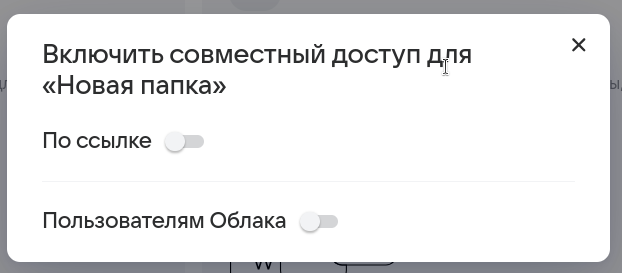 Включить совместный доступ для
«Новая папка»
По ссылке
Пользователям Облака